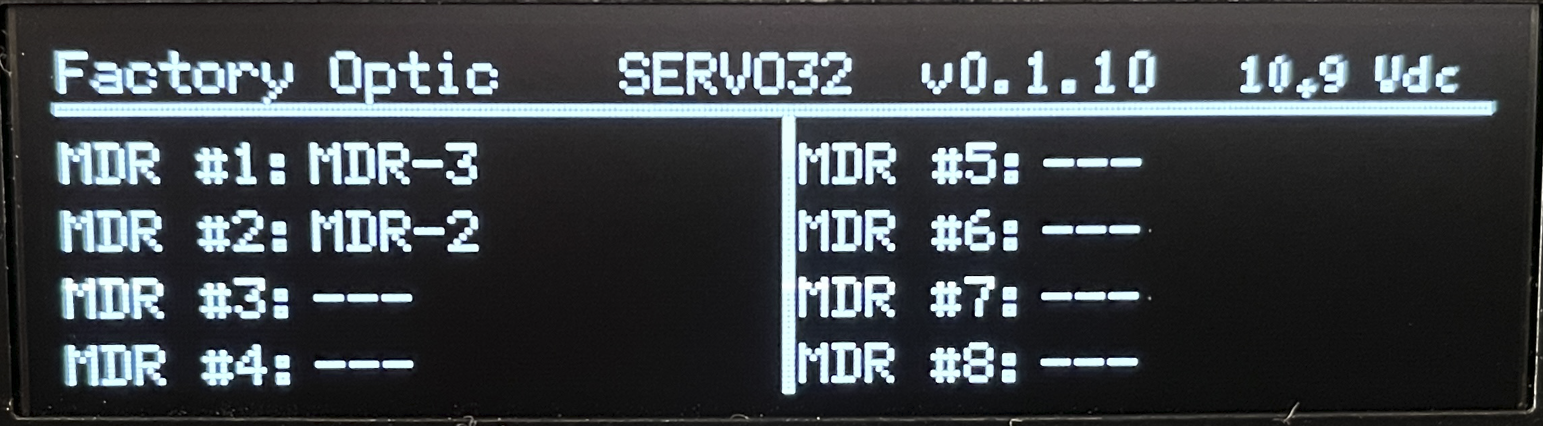 Factory Optic SERVO32 v0.1.10 10.9 Vdc
MDR #1: MDR-3
MDR #2: MDR-2
MDR #3: ---
MDR #4: ---
MDR #5: ---
MDR #6: ---
MDR #7: ---
MDR #8: ---